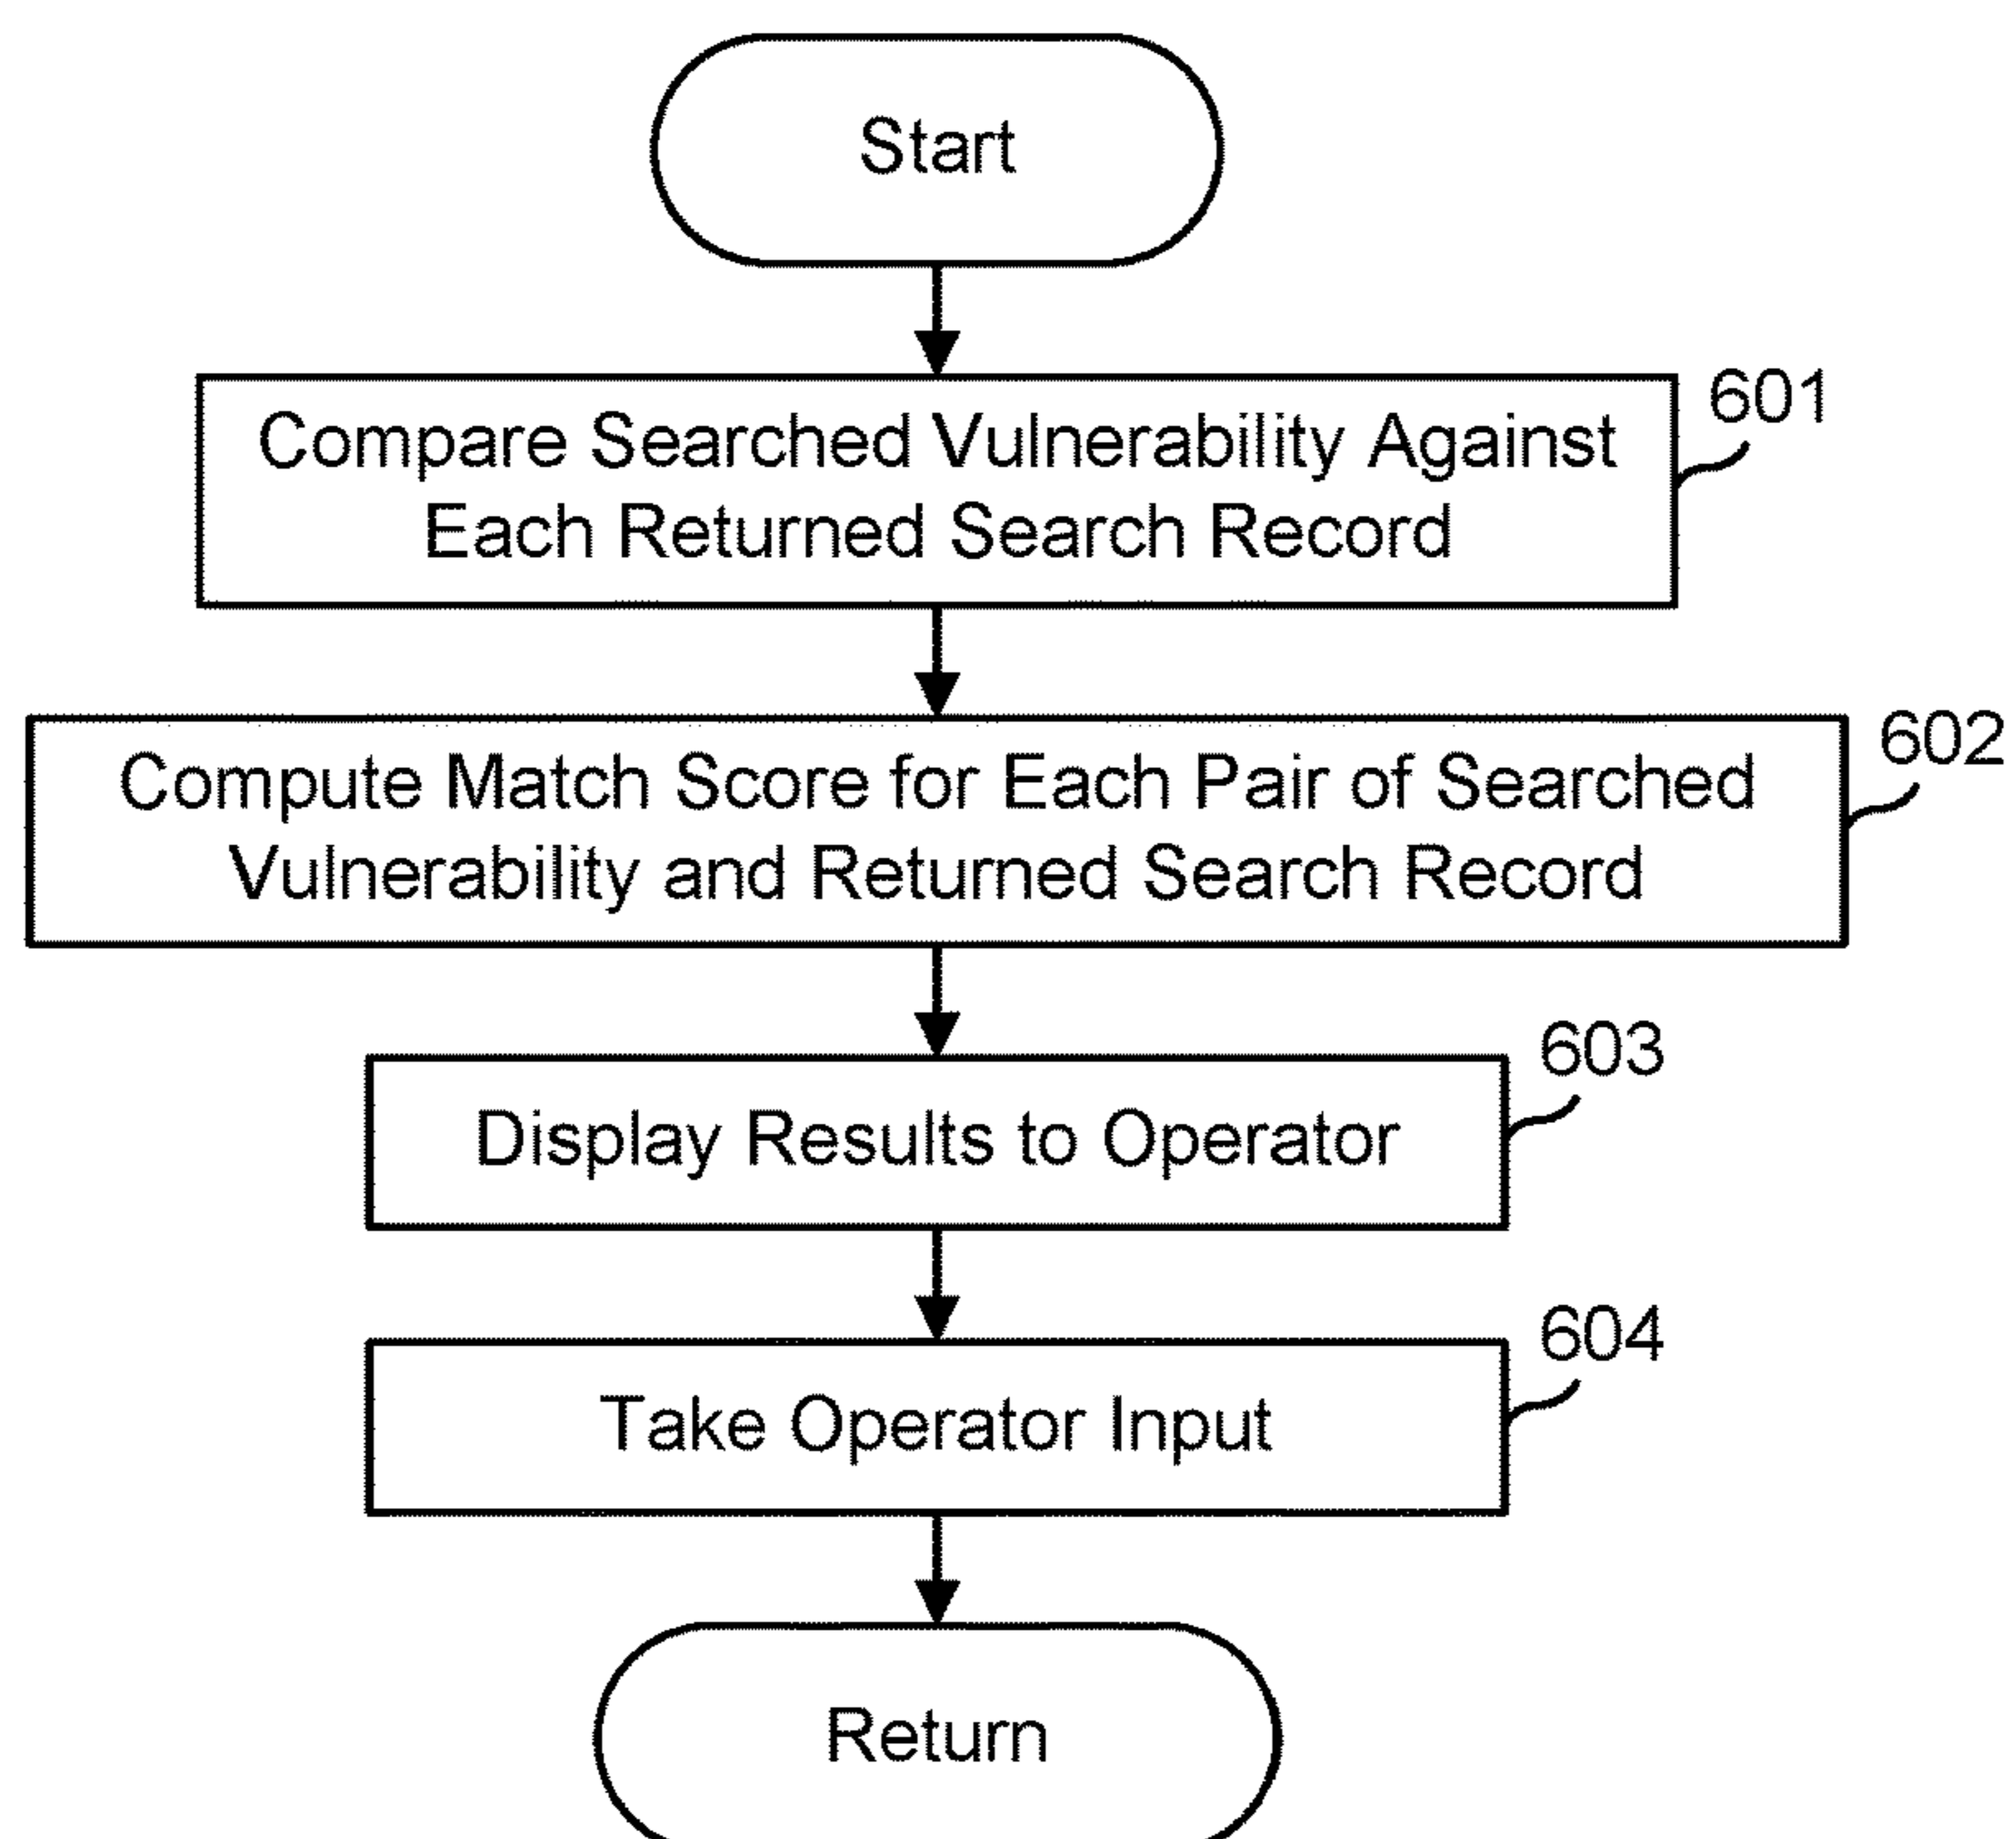 Start
601
Compare Searched Vulnerability Against
Each Returned Search Record
602
Compute Match Score for Each Pair of Searched
Vulnerability and Returned Search Record
603
Display Results to Operator
604
Take Operator Input
Return